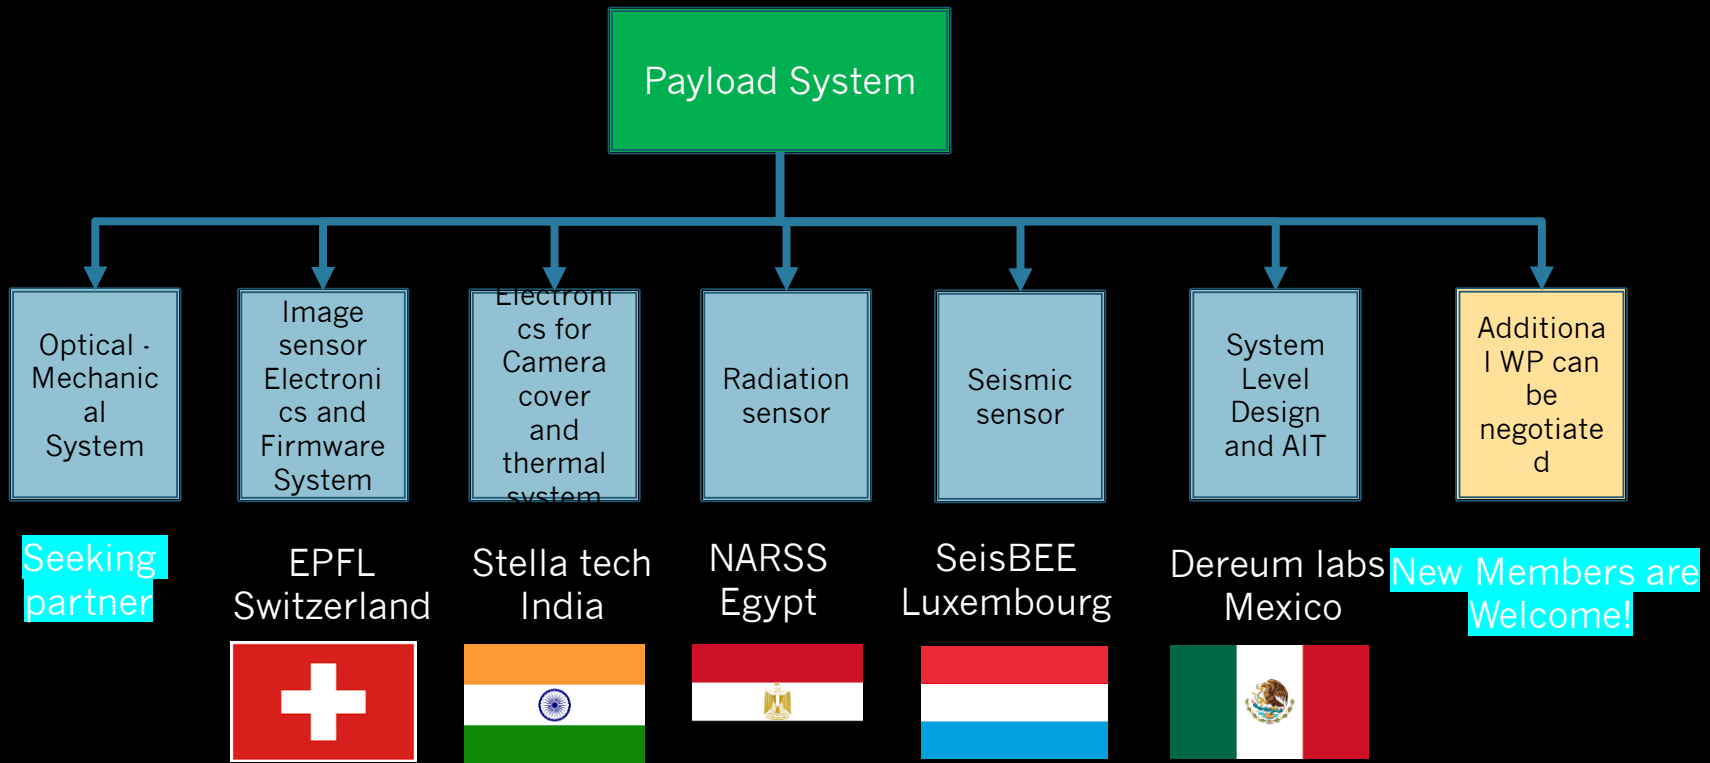 Payload System
Optical -
Mechanic
al
System
Image
sensor
Electroni
cs and
Firmware
System
Electroni
cs for
Camera
cover
and
thermal
system
Radiation
sensor
Seismic
sensor
System
Level
Design
and AIT
Additiona
l WP can
be
negotiate
d
Seeking
partner
EPFL
Switzerland
Stella tech
India
NARSS
Egypt
SeisBEE
Luxembourg
Dereum labs
Mexico
New Members are
Welcome!